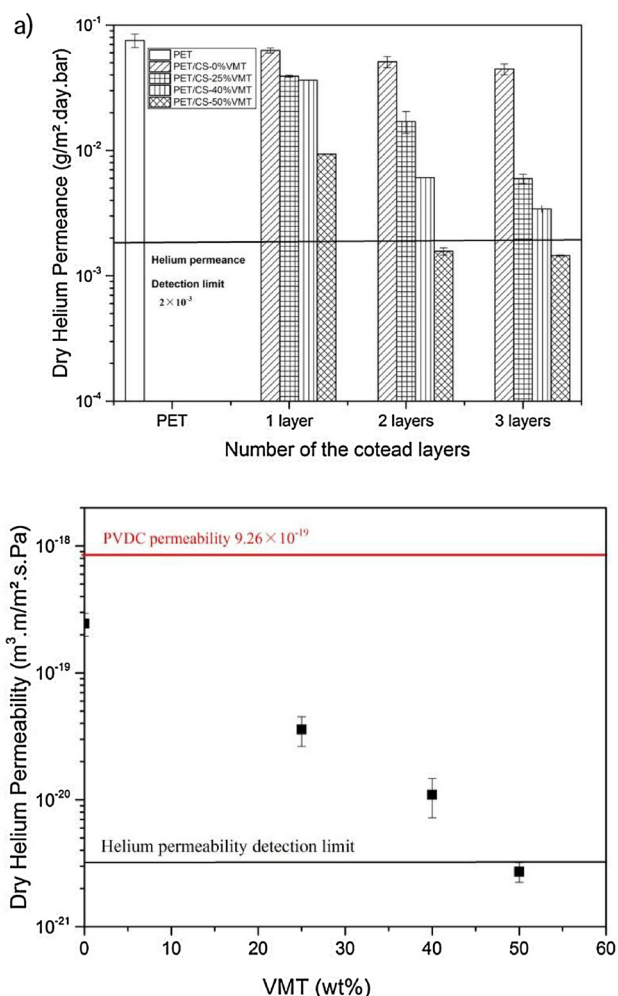 a)
Dry Helium Permeance (g/m².day.bar)
10⁻¹
10⁻²
10⁻³
10⁻⁴
PET
PET/CS-0%VMT
PET/CS-25%VMT
PET/CS-40%VMT
PET/CS-50%VMT
Helium permeance
Detection limit
2×10⁻³
PET 1 layer 2 layers 3 layers
Number of the cotead layers
Dry Helium Permeability (m³.m/m².s.Pa)
10⁻¹⁸
10⁻¹⁹
10⁻²⁰
10⁻²¹
PVDC permeability 9.26×10⁻¹⁹
Helium permeability detection limit
0 10 20 30 40 50 60
VMT (wt%)